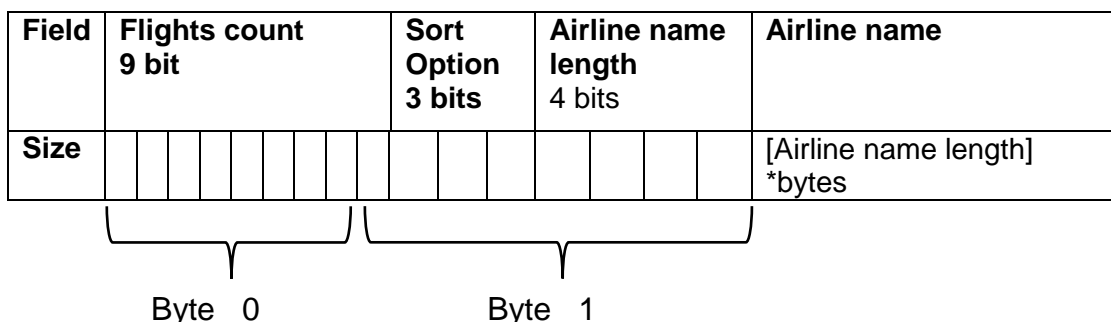 Field
Flights count
9 bit
Sort
Option
3 bits
Airline name
length
4 bits
Airline name
Size
[Airline name length]
*bytes
Byte 0
Byte 1